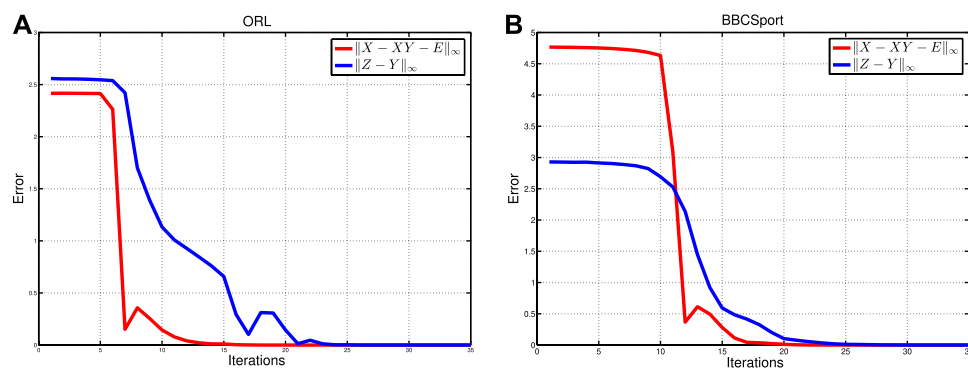 A
ORL
3
2.5
2
1.5
1
0.5
0
Error
0 5 10 15 20 25 30 35
Iterations
‖X − XY − E‖∞
‖Z − Y‖∞
B
BBCSport
5
4.5
4
3.5
3
2.5
2
1.5
1
0.5
0
Error
0 5 10 15 20 25 30 35
Iterations
‖X − XY − E‖∞
‖Z − Y‖∞